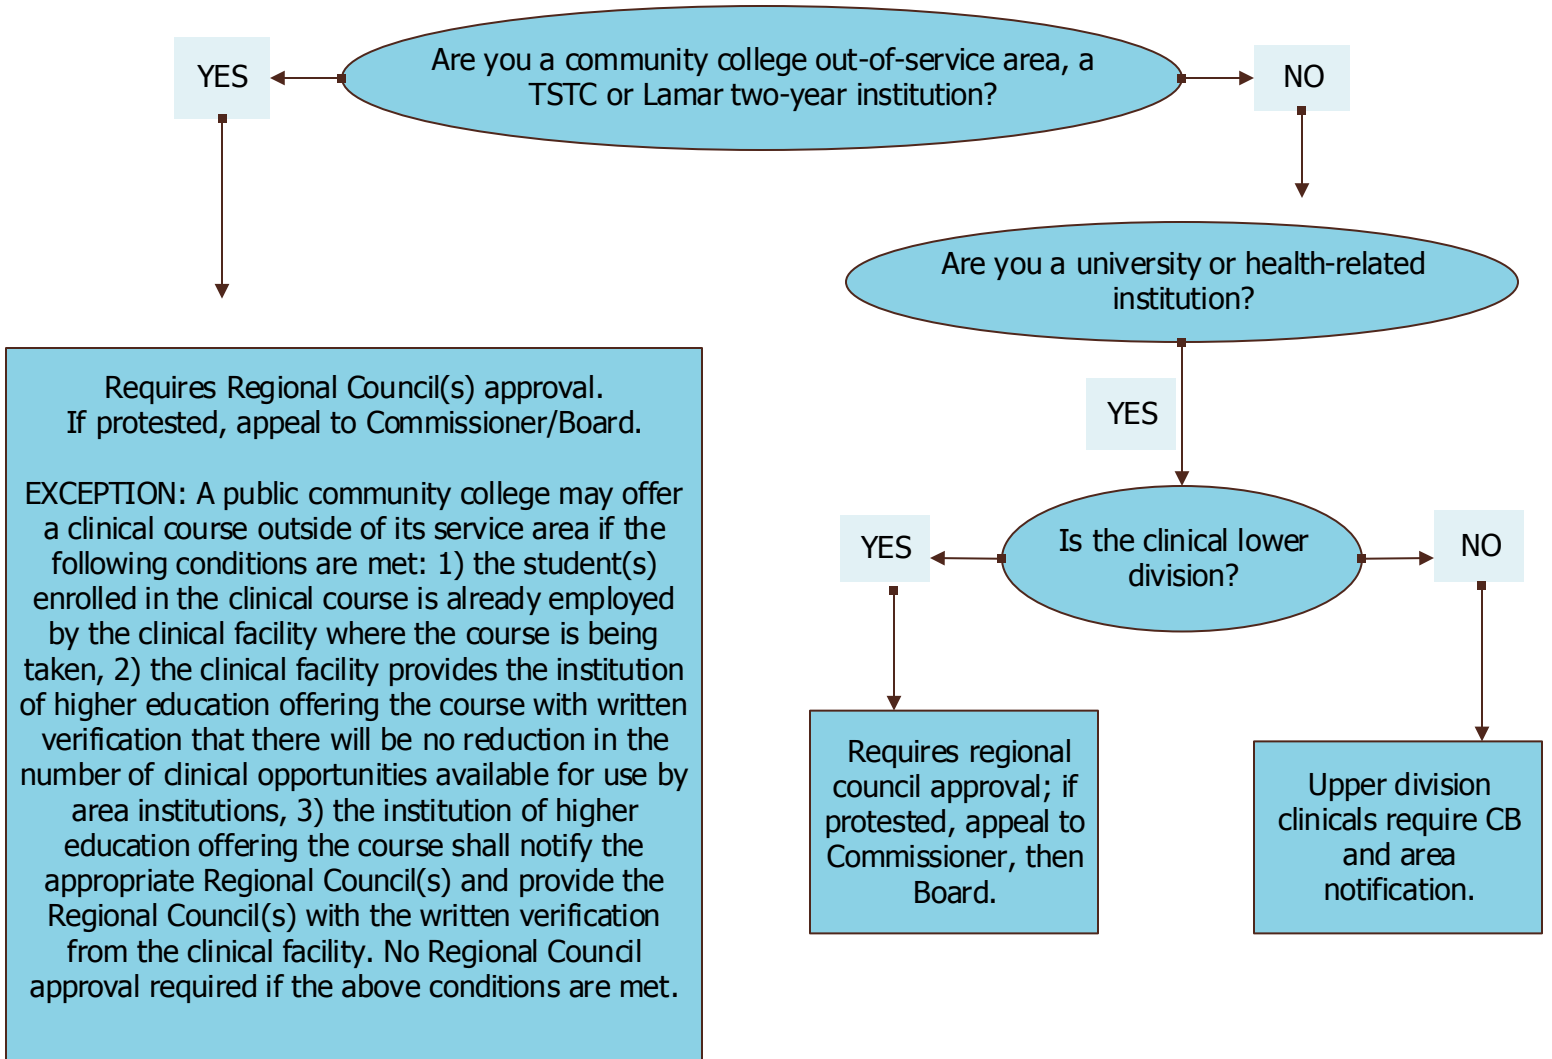 Are you a community college out-of-service area, a
TSTC or Lamar two-year institution?
YES
NO
Are you a university or health-related
institution?
YES
Requires Regional Council(s) approval.
If protested, appeal to Commissioner/Board.
EXCEPTION: A public community college may offer
a clinical course outside of its service area if the
following conditions are met: 1) the student(s)
enrolled in the clinical course is already employed
by the clinical facility where the course is being
taken, 2) the clinical facility provides the institution
of higher education offering the course with written
verification that there will be no reduction in the
number of clinical opportunities available for use by
area institutions, 3) the institution of higher
education offering the course shall notify the
appropriate Regional Council(s) and provide the
Regional Council(s) with the written verification
from the clinical facility. No Regional Council
approval required if the above conditions are met.
Is the clinical lower
division?
YES
NO
Requires regional
council approval; if
protested, appeal to
Commissioner, then
Board.
Upper division
clinicals require CB
and area
notification.